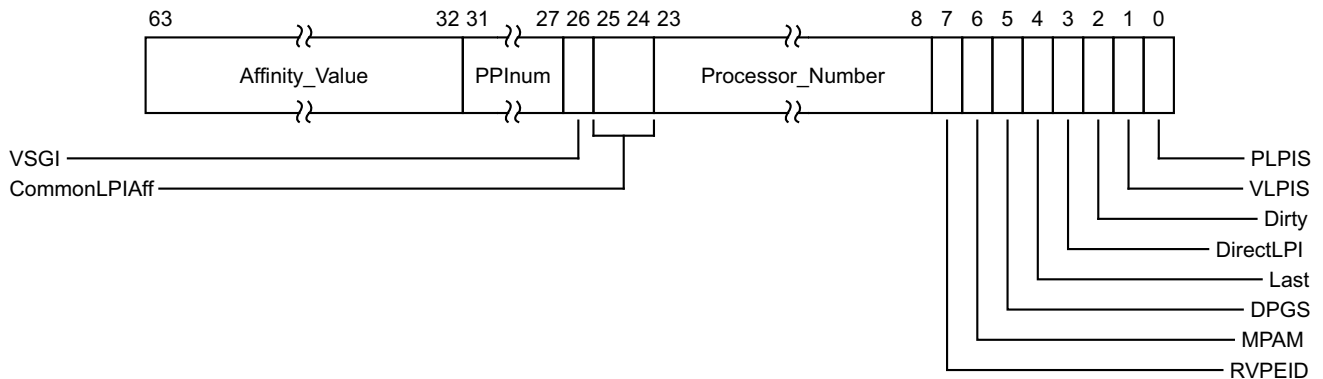 63 32 31 27 26 25 24 23 8 7 6 5 4 3 2 1 0
Affinity_Value PPInum Processor_Number
VSGI PLPIS
CommonLPIAff VLPIS
Dirty
DirectLPI
Last
DPGS
MPAM
RVPEID